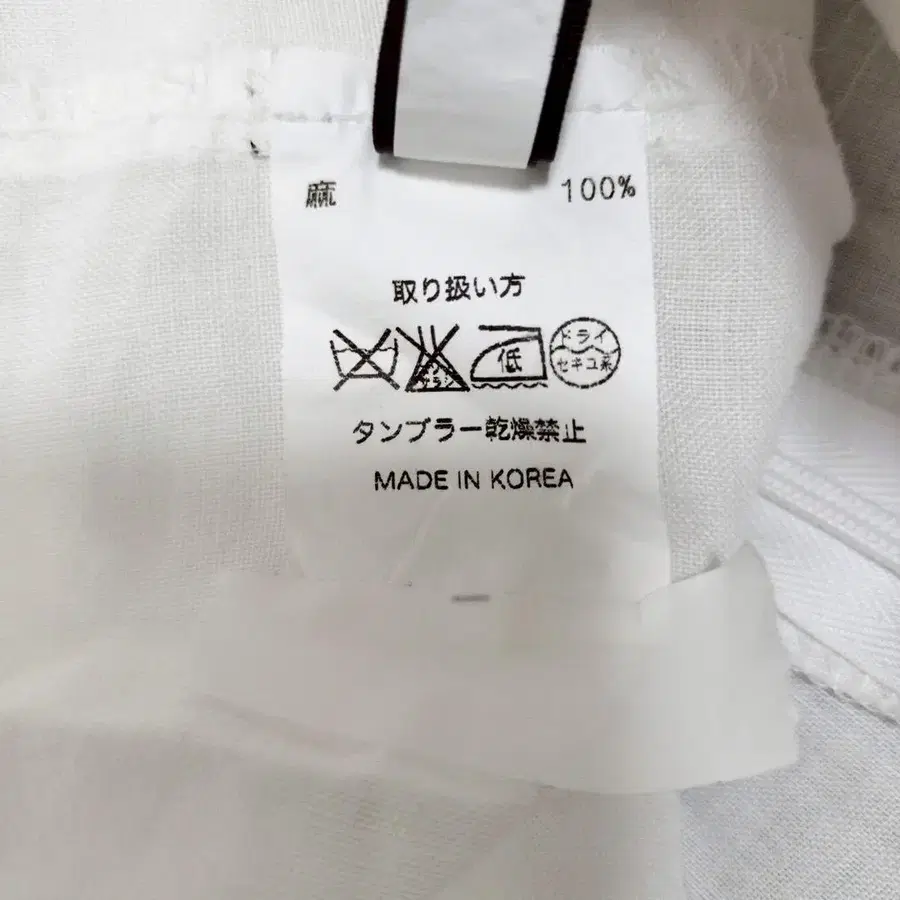 麻 100%
取り扱い方
低 ドライ
セキユ系
タンブラー乾燥禁止
MADE IN KOREA